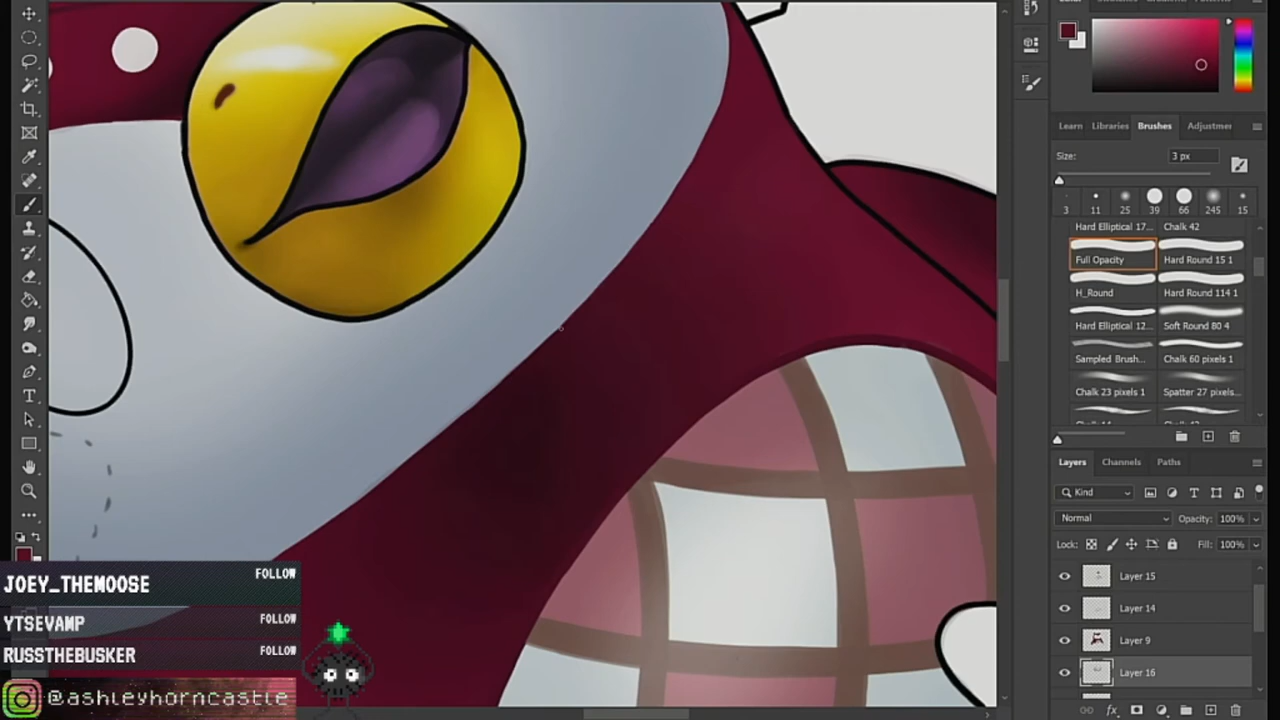 Learn Libraries Brushes Adjustmer
Size: 3 px
3 11 25 39 66 245 15
Hard Elliptical 17... Chalk 42
Full Opacity Hard Round 15 1
H_Round Hard Round 114 1
Hard Elliptical 12... Soft Round 80 4
Sampled Brush... Chalk 60 pixels 1
Chalk 23 pixels 1 Spatter 27 pixels...
Layers Channels Paths
Kind
Normal Opacity: 100%
Lock: Fill: 100%
Layer 15
Layer 14
Layer 9
Layer 16
JOEY_THEMOOSE FOLLOW
YTSEVAMP FOLLOW
RUSSTHEBUSKER FOLLOW
@ashleyhorncastle